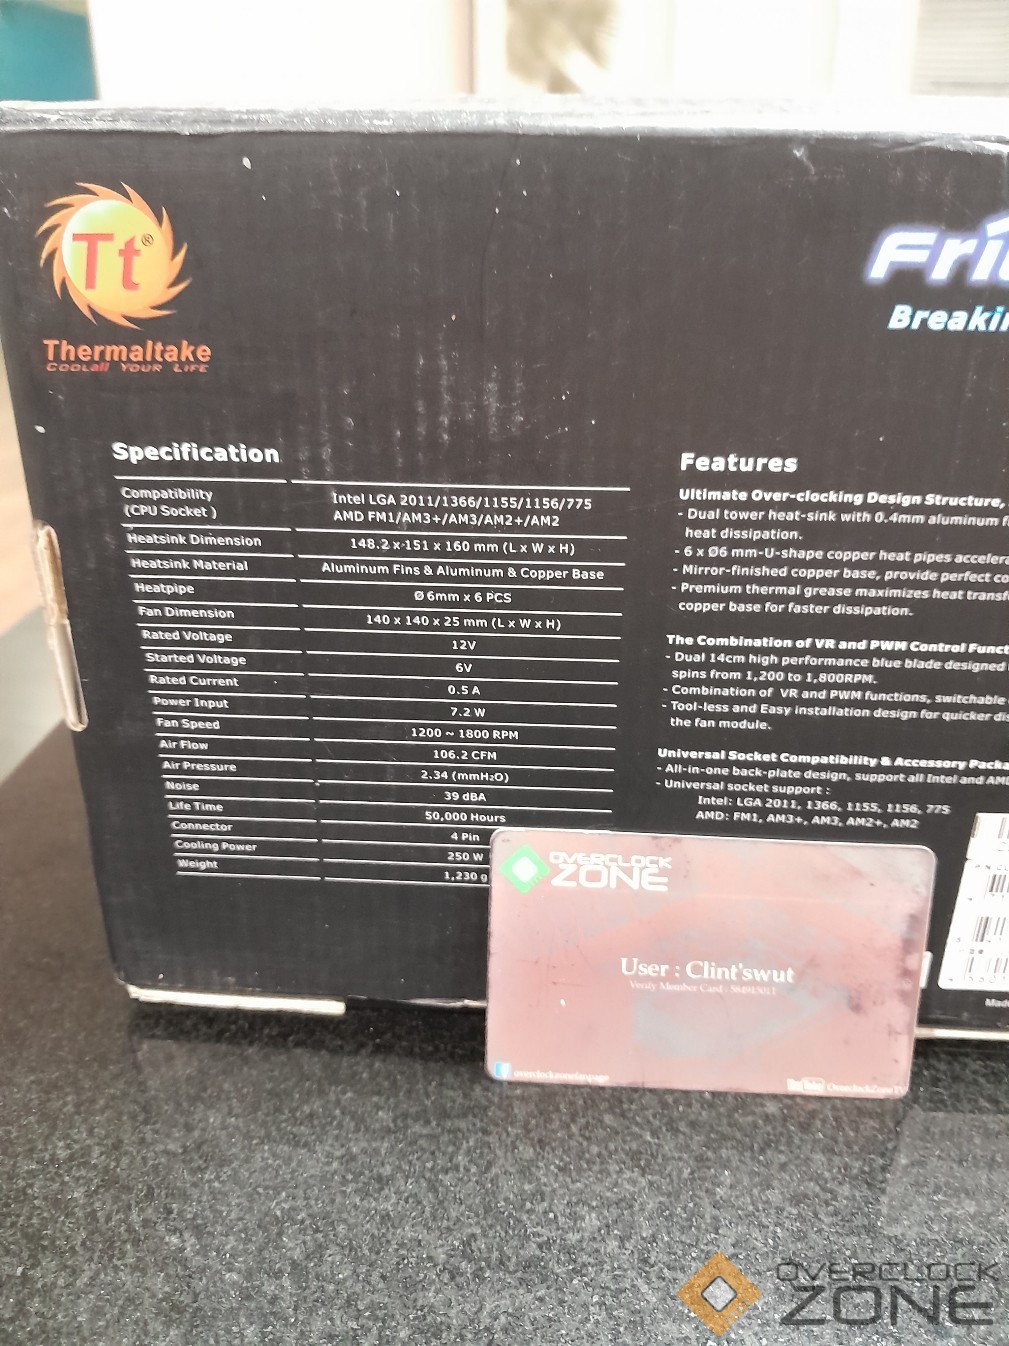 Tt®
Thermaltake
COOLall YOUR LIFE
Fri
Breakin
Specification
Compatibility
(CPU Socket )
Intel LGA 2011/1366/1155/1156/775
AMD FM1/AM3+/AM3/AM2+/AM2
Heatsink Dimension 148.2 x 151 x 160 mm (L x W x H)
Heatsink Material Aluminum Fins & Aluminum & Copper Base
Heatpipe Ø 6mm x 6 PCS
Fan Dimension 140 x 140 x 25 mm (L x W x H)
Rated Voltage 12V
Started Voltage 6V
Rated Current 0.5 A
Power Input 7.2 W
Fan Speed 1200 ~ 1800 RPM
Air Flow 106.2 CFM
Air Pressure 2.34 (mmH₂O)
Noise 39 dBA
Life Time 50,000 Hours
Connector 4 Pin
Cooling Power 250 W
Weight 1,230 g
Features
Ultimate Over-clocking Design Structure,
- Dual tower heat-sink with 0.4mm aluminum f
heat dissipation.
- 6 x Ø6 mm-U-shape copper heat pipes accelera
- Mirror-finished copper base, provide perfect co
- Premium thermal grease maximizes heat transf
copper base for faster dissipation.
The Combination of VR and PWM Control Funct
- Dual 14cm high performance blue blade designed
spins from 1,200 to 1,800RPM.
- Combination of VR and PWM functions, switchable
- Tool-less and Easy installation design for quicker dis
the fan module.
Universal Socket Compatibility & Accessory Packa
- All-in-one back-plate design, support all Intel and AMD
- Universal socket support :
Intel: LGA 2011, 1366, 1155, 1156, 775
AMD: FM1, AM3+, AM3, AM2+, AM2
Made
OVERCLOCK
ZONE
User : Clint'swut
Verify Member Card : 584913011
overclockzonefanpage
YouTube OverclockZoneTV
OVERCLOCK
ZONE